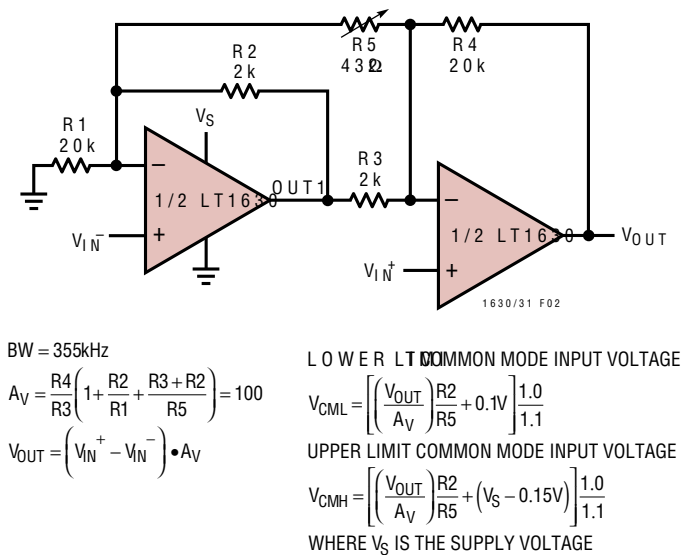 R5
432Ω
R4
20k
R2
2k
R1
20k
VS
R3
2k
OUT1
−
1/2 LT1630
+
VIN−
−
1/2 LT1630
+
VIN+
VOUT
1630/31 F02
BW = 355kHz
AV = R4/R3 (1 + R2/R1 + (R3 + R2)/R5) = 100
VOUT = (VIN+ − VIN−) • AV
LOWER LIMIT COMMON MODE INPUT VOLTAGE
VCML = [(VOUT/AV) R2/R5 + 0.1V] 1.0/1.1
UPPER LIMIT COMMON MODE INPUT VOLTAGE
VCMH = [(VOUT/AV) R2/R5 + (VS − 0.15V)] 1.0/1.1
WHERE VS IS THE SUPPLY VOLTAGE